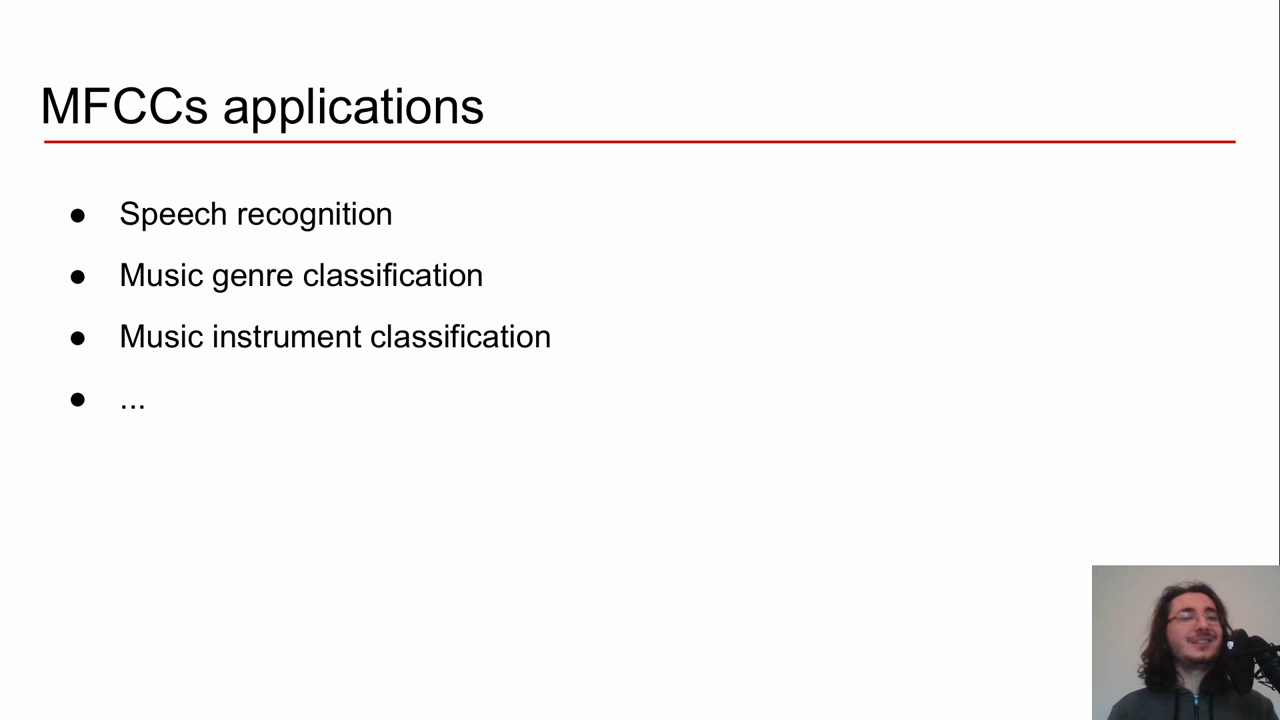 MFCCs applications
● Speech recognition
● Music genre classification
● Music instrument classification
● ...